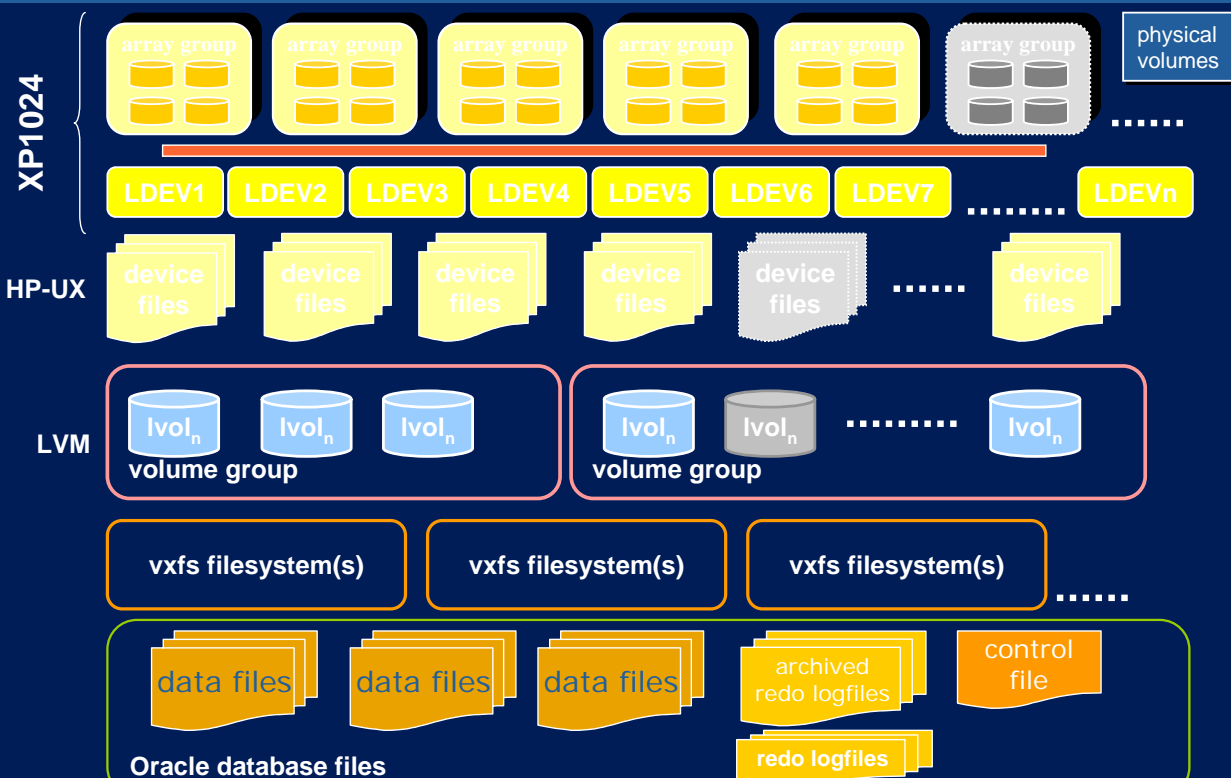 array group
array group
array group
array group
array group
array group
physical
volumes
......
XP1024
LDEV1
LDEV2
LDEV3
LDEV4
LDEV5
LDEV6
LDEV7
........
LDEVn
HP-UX
device
files
device
files
device
files
device
files
device
files
......
device
files
LVM
lvoln
lvoln
lvoln
volume group
lvoln
lvoln
.........
lvoln
volume group
vxfs filesystem(s)
vxfs filesystem(s)
vxfs filesystem(s)
......
data files
data files
data files
archived
redo logfiles
control
file
redo logfiles
Oracle database files